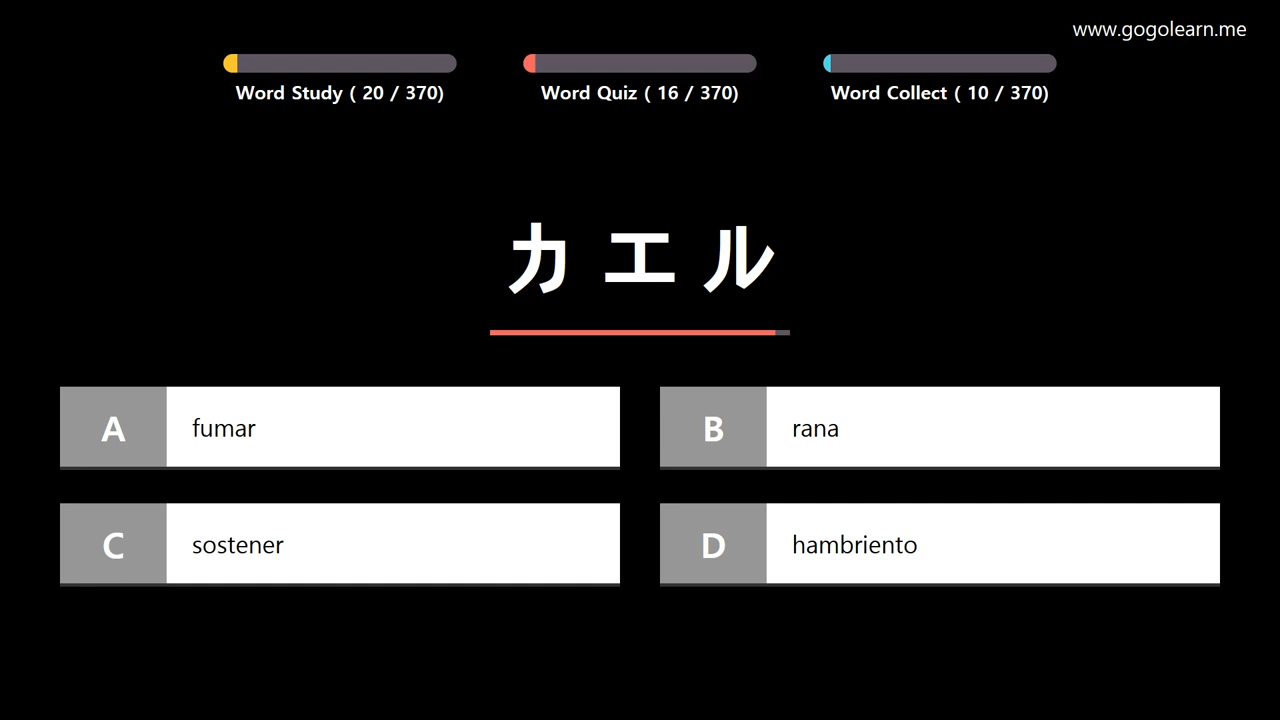 www.gogolearn.me
Word Study ( 20 / 370)
Word Quiz ( 16 / 370)
Word Collect ( 10 / 370)
カエル
A fumar
B rana
C sostener
D hambriento